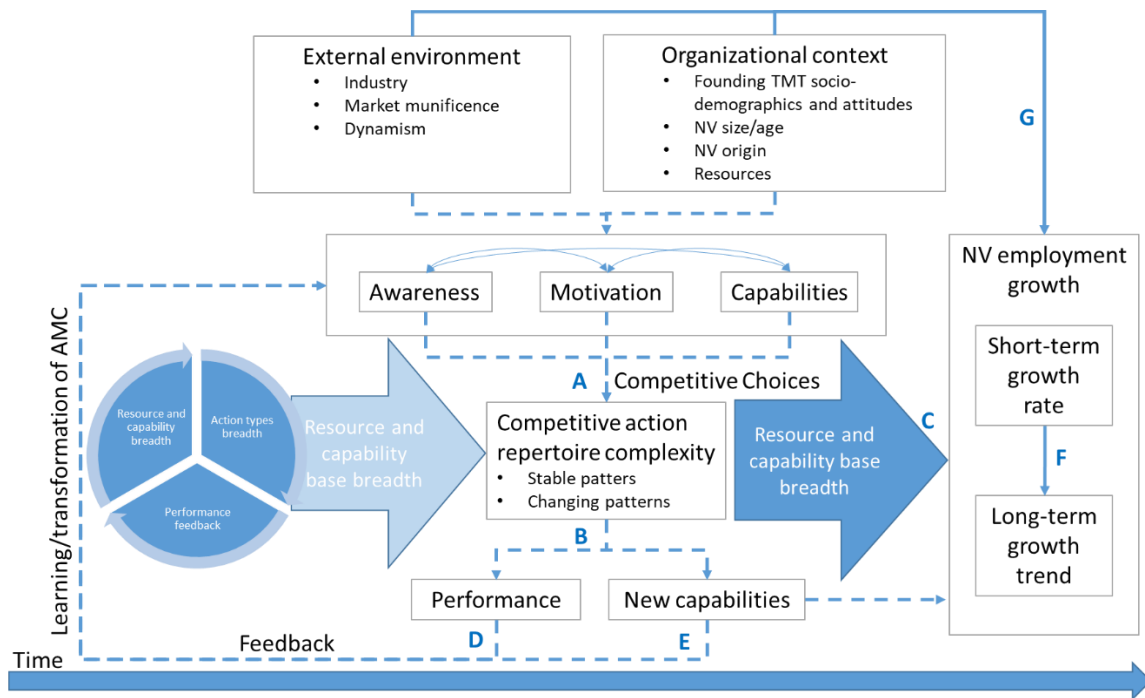 External environment
• Industry
• Market munificence
• Dynamism
Organizational context
• Founding TMT socio-
demographics and attitudes
• NV size/age
• NV origin
• Resources
G
Awareness
Motivation
Capabilities
NV employment
growth
Short-term
growth
rate
F
Long-term
growth
trend
Learning/transformation of AMC
Resource and
capability breadth
Action types
breadth
Performance
feedback
Resource and
capability
base breadth
A
Competitive Choices
Competitive action
repertoire complexity
• Stable patters
• Changing patterns
Resource and
capability base
breadth
C
B
Performance
New capabilities
D
E
Feedback
Time